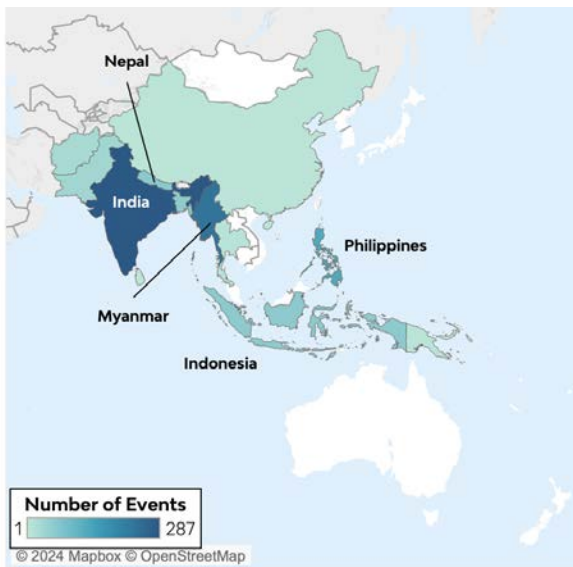 Nepal
India
Philippines
Myanmar
Indonesia
Number of Events
1 287
© 2024 Mapbox © OpenStreetMap